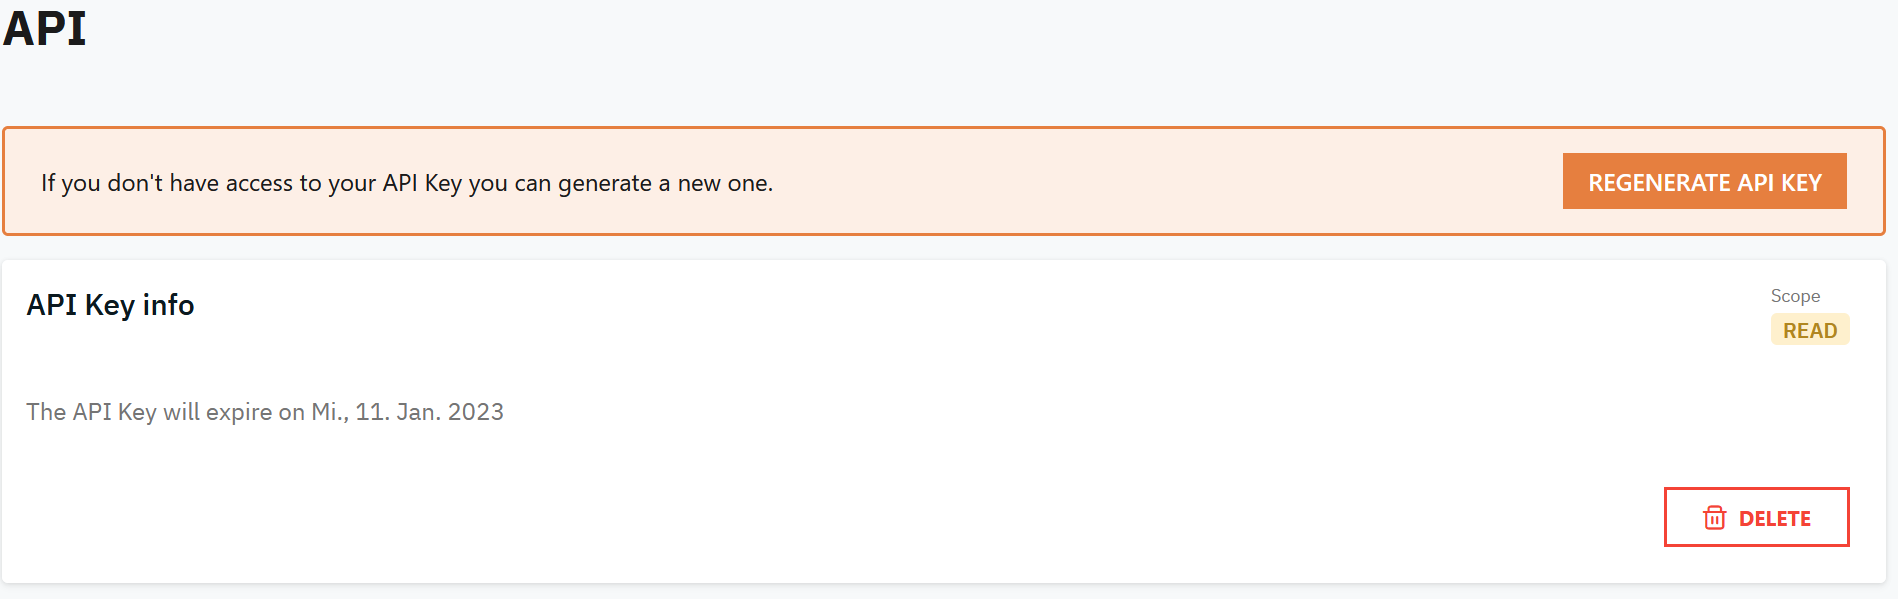 API
If you don't have access to your API Key you can generate a new one.
REGENERATE API KEY
API Key info
Scope
READ
The API Key will expire on Mi., 11. Jan. 2023
DELETE